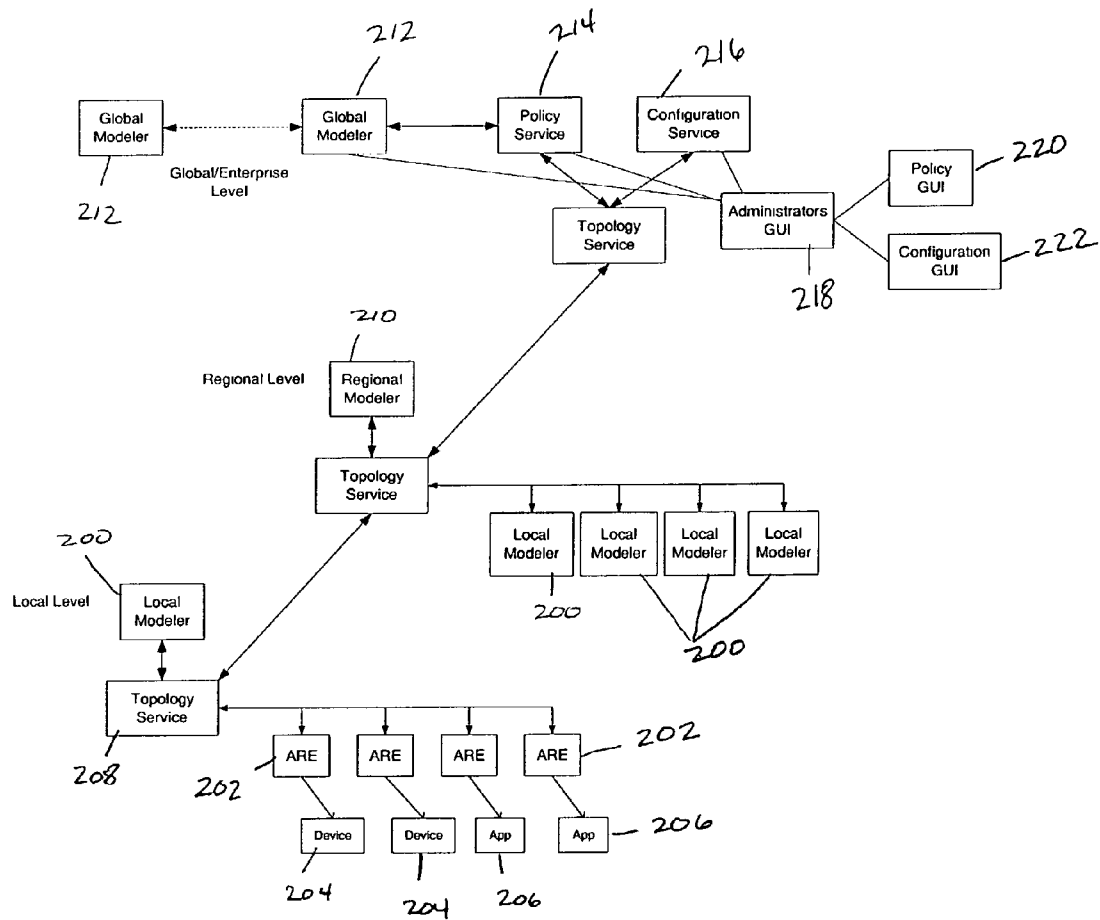 212
214
216
Global
Modeler
Global
Modeler
Policy
Service
Configuration
Service
220
Policy
GUI
Global/Enterprise
Level
212
Administrators
GUI
Topology
Service
Configuration
GUI
222
218
210
Regional Level
Regional
Modeler
Topology
Service
200
Local
Modeler
Local
Modeler
Local
Modeler
Local
Modeler
Local Level
Local
Modeler
200
200
Topology
Service
208
202
ARE
ARE
ARE
ARE
202
Device
Device
App
App
206
204
204
206